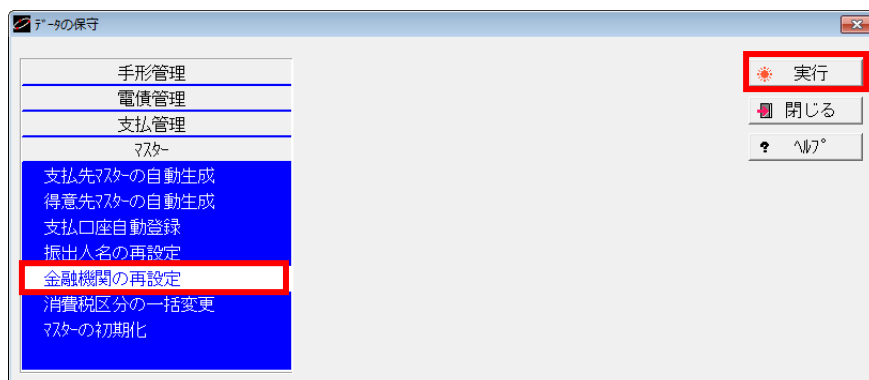 ﾃﾞｰﾀの保守
手形管理
電債管理
支払管理
ﾏｽﾀｰ
支払先ﾏｽﾀｰの自動生成
得意先ﾏｽﾀｰの自動生成
支払口座自動登録
振出人名の再設定
金融機関の再設定
消費税区分の一括変更
ﾏｽﾀｰの初期化
実行
閉じる
? ﾍﾙﾌﾟ